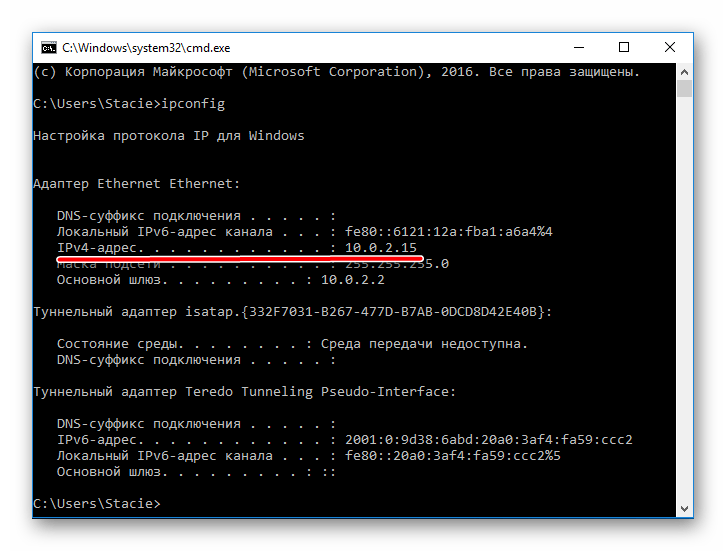 C:\Windows\system32\cmd.exe
(c) Корпорация Майкрософт (Microsoft Corporation), 2016. Все права защищены.
C:\Users\Stacie>ipconfig
Настройка протокола IP для Windows
Адаптер Ethernet Ethernet:
DNS-суффикс подключения . . . . . :
Локальный IPv6-адрес канала . . . : fe80::6121:12a:fba1:a6a4%4
IPv4-адрес. . . . . . . . . . . . : 10.0.2.15
Маска подсети . . . . . . . . . . : 255.255.255.0
Основной шлюз. . . . . . . . . : 10.0.2.2
Туннельный адаптер isatap.{332F7031-B267-477D-B7AB-0DCD8D42E40B}:
Состояние среды. . . . . . . . : Среда передачи недоступна.
DNS-суффикс подключения . . . . . :
Туннельный адаптер Teredo Tunneling Pseudo-Interface:
DNS-суффикс подключения . . . . . :
IPv6-адрес. . . . . . . . . . . . : 2001:0:9d38:6abd:20a0:3af4:fa59:ccc2
Локальный IPv6-адрес канала . . . : fe80::20a0:3af4:fa59:ccc2%5
Основной шлюз. . . . . . . . . : ::
C:\Users\Stacie>